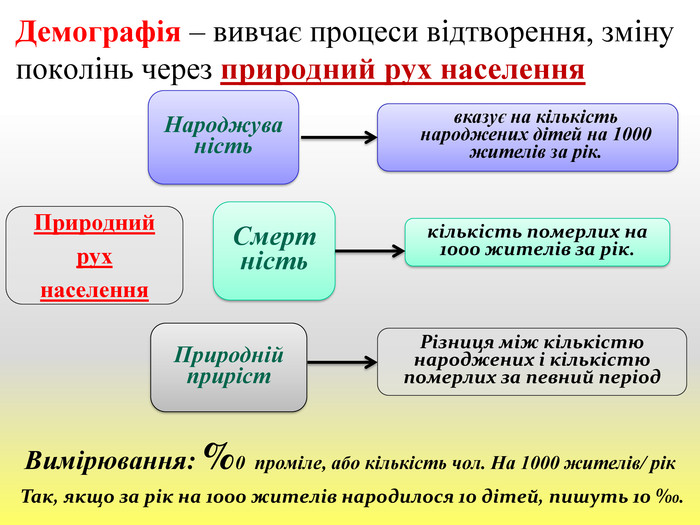 Демографія – вивчає процеси відтворення, зміну
поколінь через природний рух населення
Народжува
ність
вказує на кількість
народжених дітей на 1000
жителів за рік.
Природний
рух
населення
Смерт
ність
кількість померлих на
1000 жителів за рік.
Природній
приріст
Різниця між кількістю
народжених і кількістю
померлих за певний період
Вимірювання: %0 проміле, або кількість чол. На 1000 жителів/ рік
Так, якщо за рік на 1000 жителів народилося 10 дітей, пишуть 10 ‰.